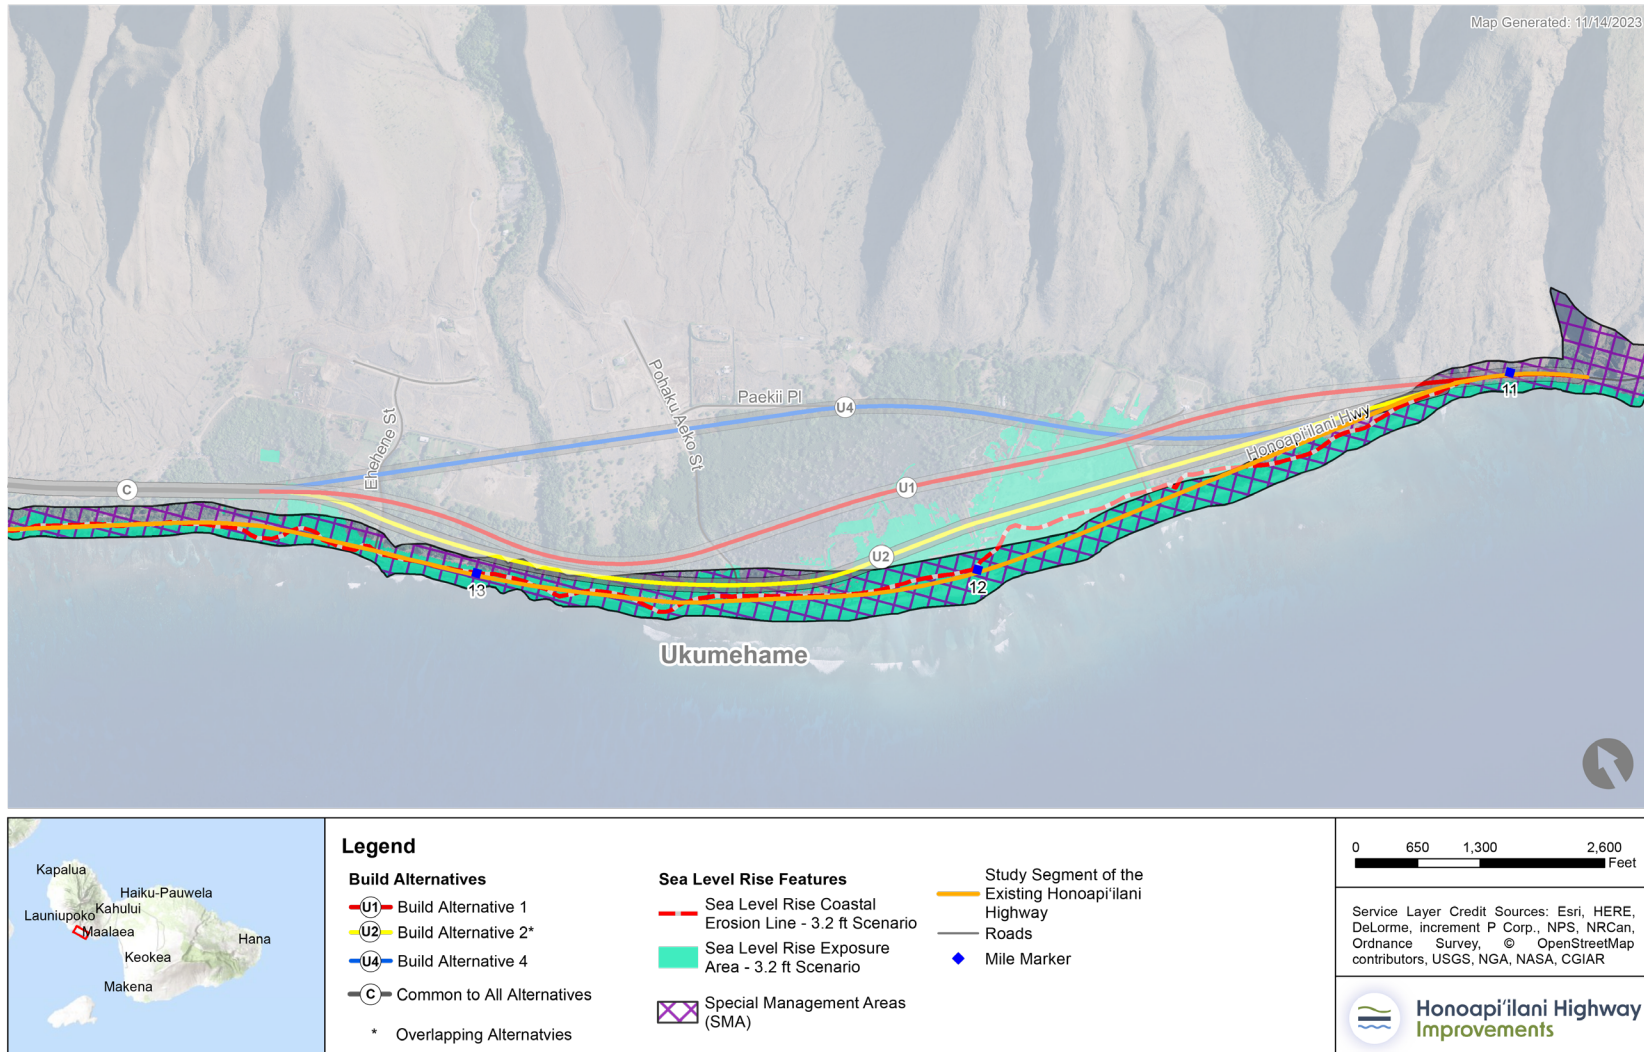 Map Generated: 11/14/2023
11
Paekii Pl
U4
Pohaku Aeko St
Ehehene St
Honoapiʻilani Hwy
C
U1
U2
13
12
Ukumehame
Kapalua
Haiku-Pauwela
Kahului
Launiupoko
Maalaea
Hana
Keokea
Makena
Legend
Build Alternatives
U1 Build Alternative 1
U2 Build Alternative 2*
U4 Build Alternative 4
C Common to All Alternatives
* Overlapping Alternatvies
Sea Level Rise Features
Sea Level Rise Coastal
Erosion Line - 3.2 ft Scenario
Sea Level Rise Exposure
Area - 3.2 ft Scenario
Special Management Areas
(SMA)
Study Segment of the
Existing Honoapiʻilani
Highway
Roads
Mile Marker
0 650 1,300 2,600
Feet
Service Layer Credit Sources: Esri, HERE,
DeLorme, increment P Corp., NPS, NRCan,
Ordnance Survey, © OpenStreetMap
contributors, USGS, NGA, NASA, CGIAR
Honoapiʻilani Highway
Improvements